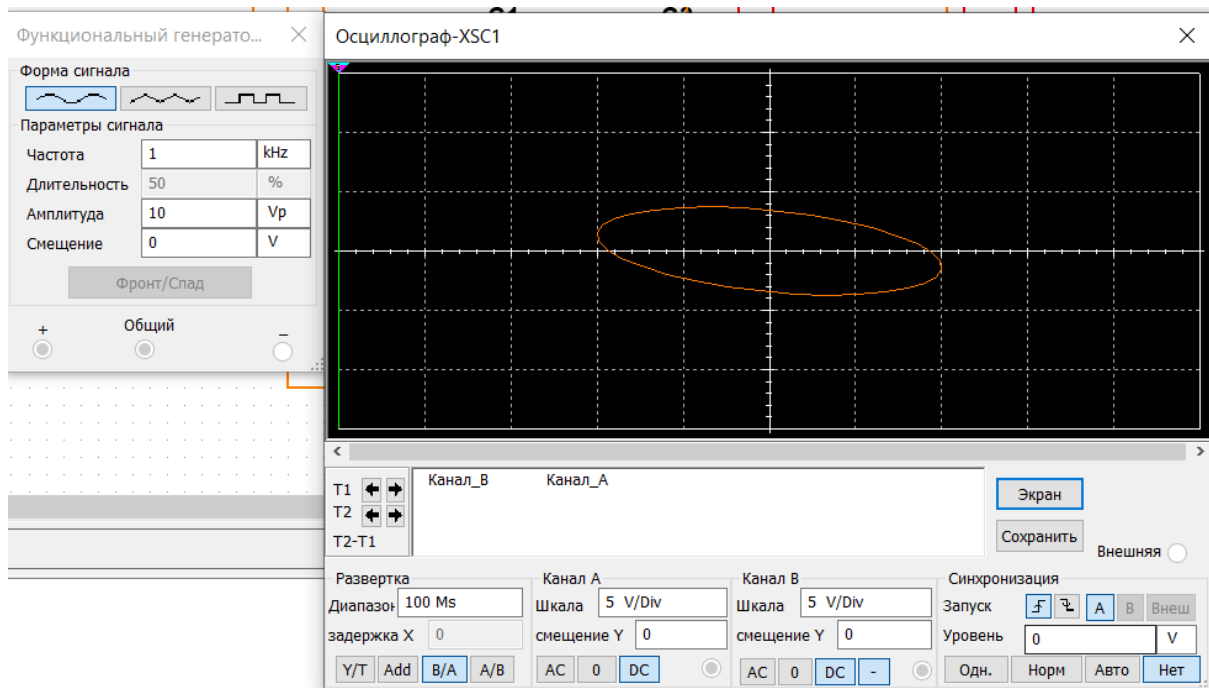 Функциональный генерато...
Форма сигнала
Параметры сигнала
Частота 1 kHz
Длительность 50 %
Амплитуда 10 Vp
Смещение 0 V
Фронт/Спад
+ Общий –
Осциллограф-XSC1
T1
T2
T2-T1
Канал_B Канал_A
Экран
Сохранить
Внешняя
Развертка
Диапазон 100 Ms
задержка X 0
Y/T Add B/A A/B
Канал A
Шкала 5 V/Div
смещение Y 0
AC 0 DC
Канал B
Шкала 5 V/Div
смещение Y 0
AC 0 DC -
Синхронизация
Запуск A B Внеш
Уровень 0 V
Одн. Норм Авто Нет